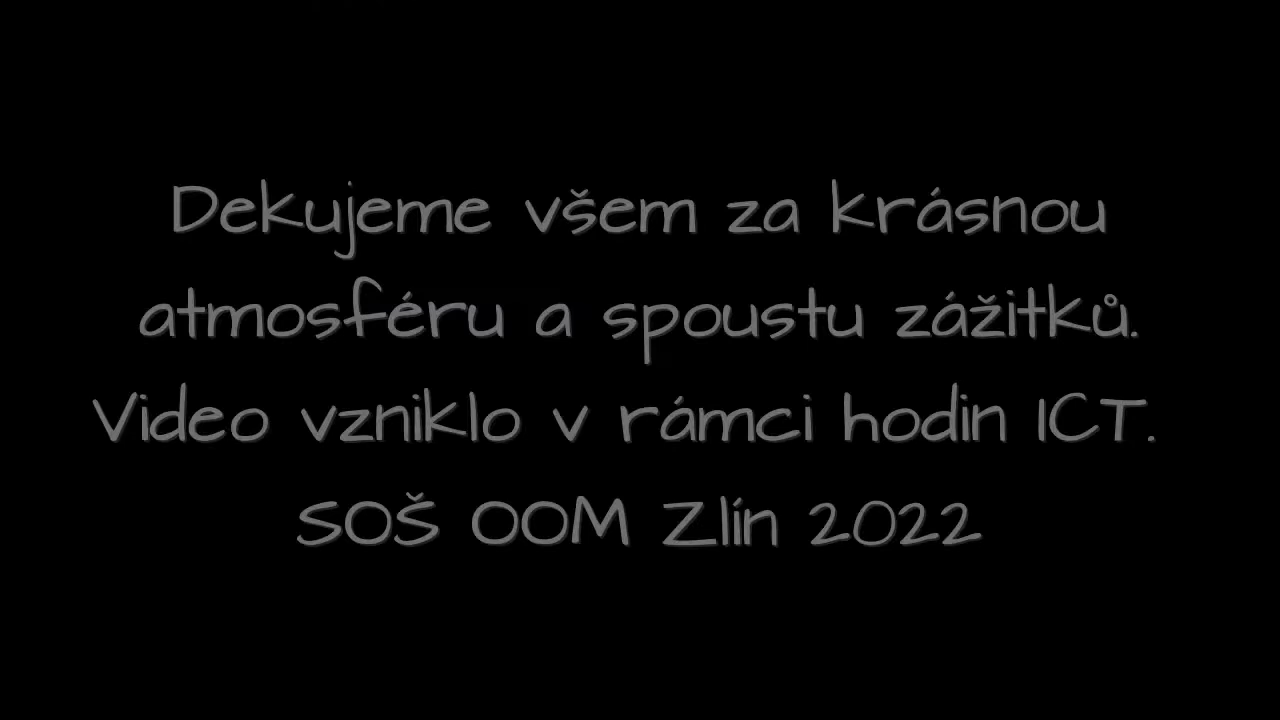 Dekujeme všem za krásnou
atmosféru a spoustu zážitků.
Video vzniklo v rámci hodin ICT.
SOŠ OOM Zlín 2022